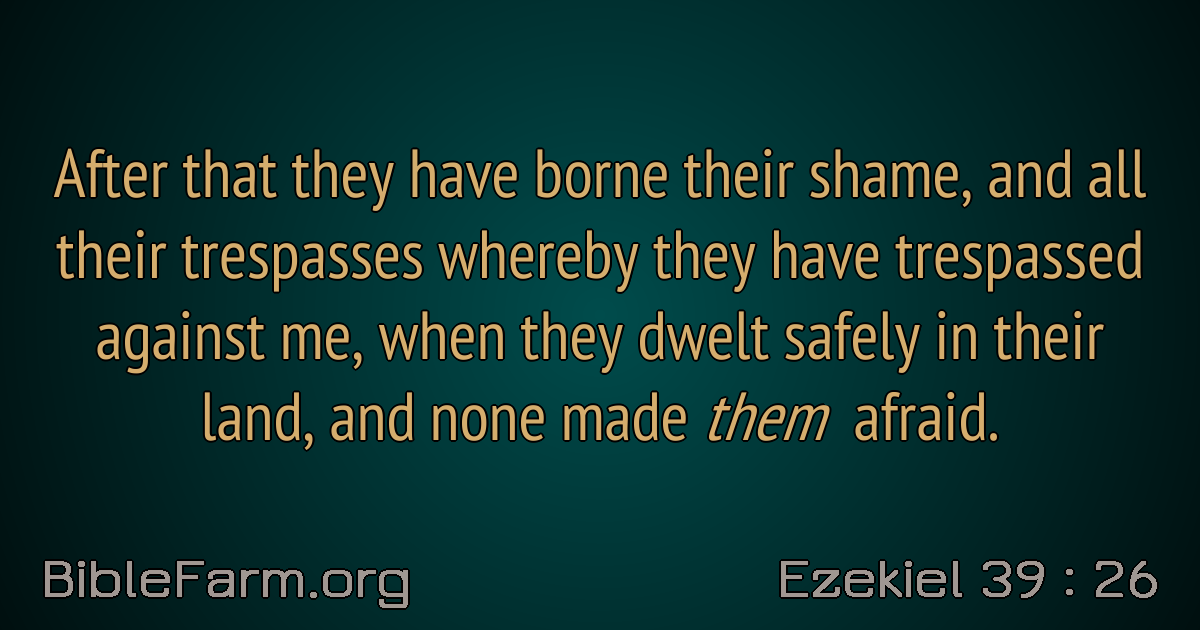 After that they have borne their shame, and all
their trespasses whereby they have trespassed
against me, when they dwelt safely in their
land, and none made them afraid.
BibleFarm.org
Ezekiel 39 : 26